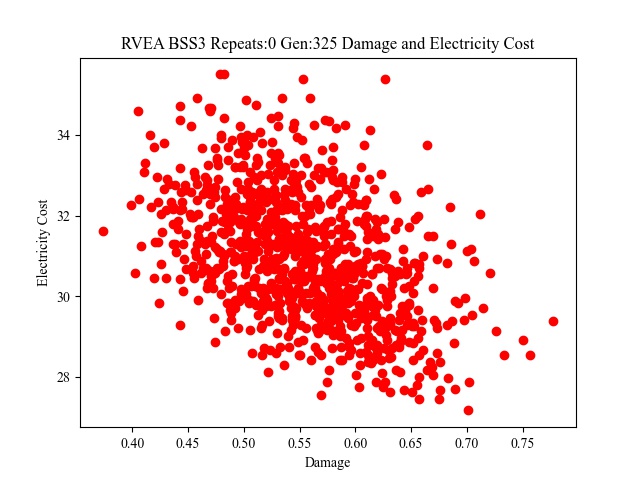 RVEA BSS3 Repeats:0 Gen:325 Damage and Electricity Cost
34
32
30
28
Electricity Cost
0.40 0.45 0.50 0.55 0.60 0.65 0.70 0.75
Damage